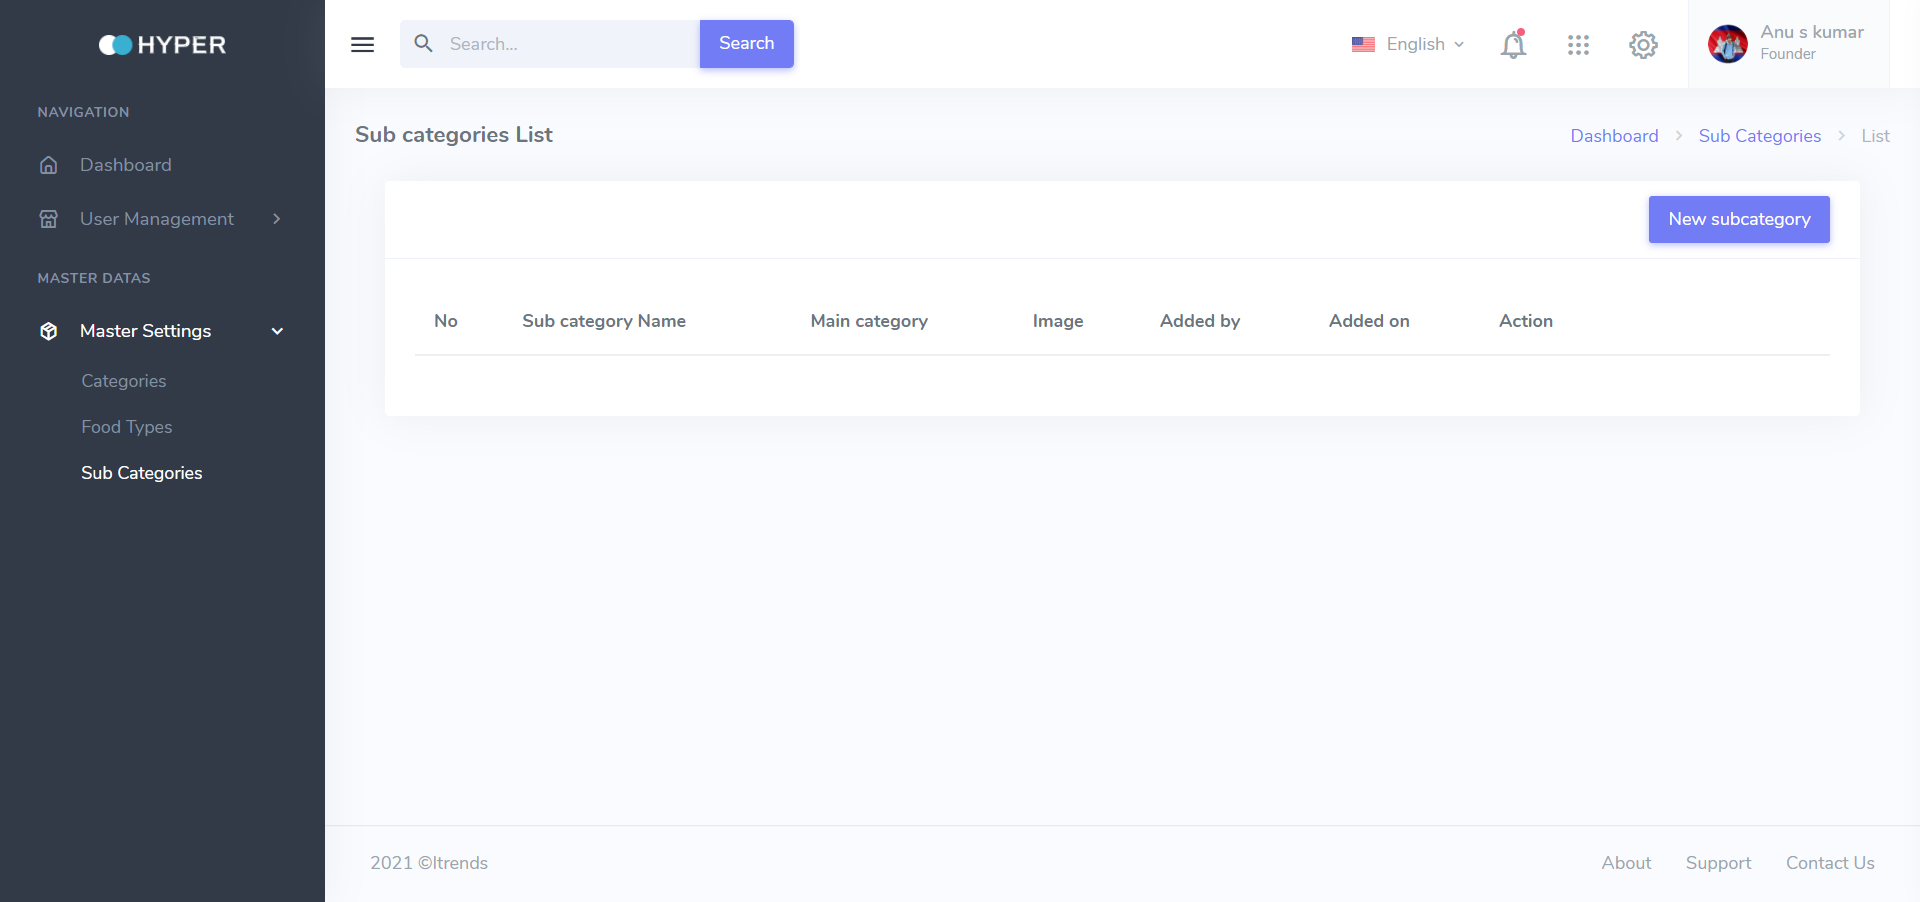 HYPER
Search...
Search
English
Anu s kumar
Founder
NAVIGATION
Dashboard
User Management
MASTER DATAS
Master Settings
Categories
Food Types
Sub Categories
Sub categories List
Dashboard > Sub Categories > List
New subcategory
No Sub category Name Main category Image Added by Added on Action
2021 ©Itrends
About Support Contact Us